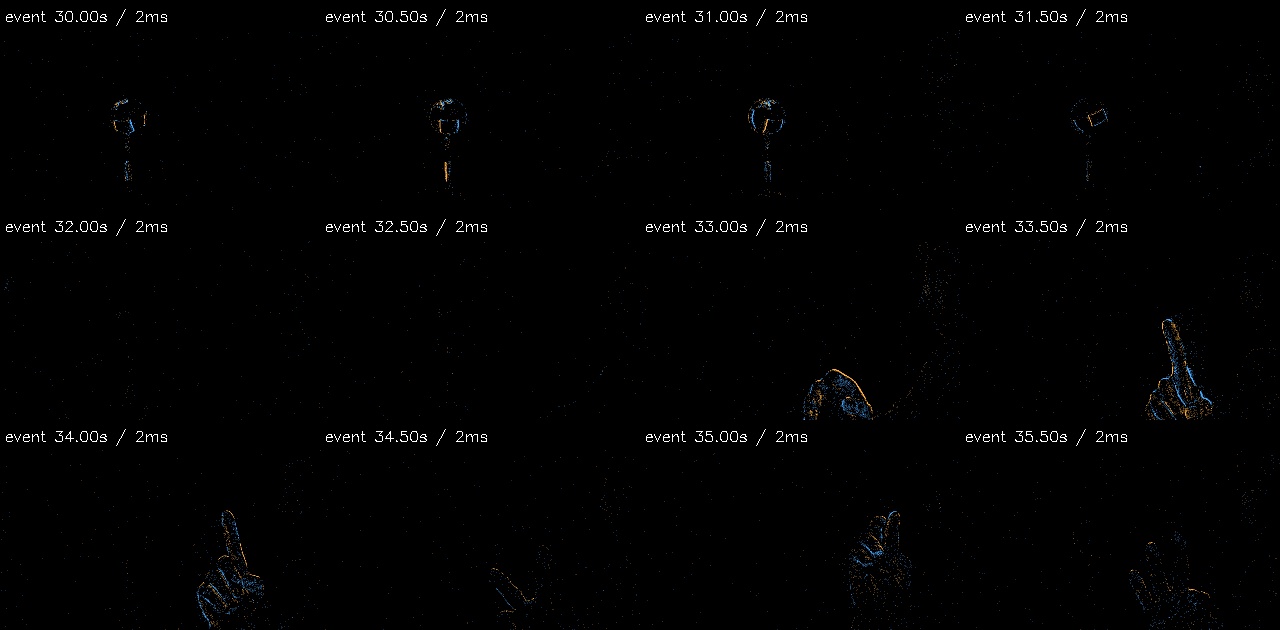 event 30.00s / 2ms event 30.50s / 2ms event 31.00s / 2ms event 31.50s / 2ms
event 32.00s / 2ms event 32.50s / 2ms event 33.00s / 2ms event 33.50s / 2ms
event 34.00s / 2ms event 34.50s / 2ms event 35.00s / 2ms event 35.50s / 2ms